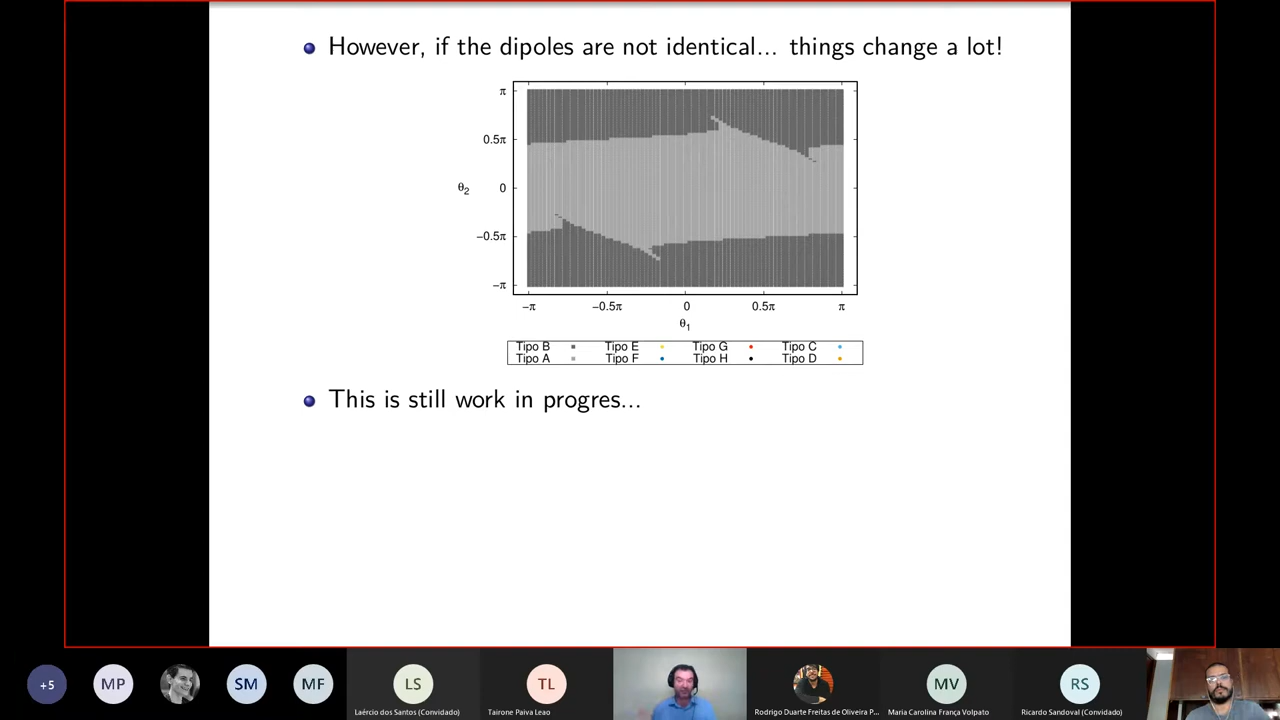 However, if the dipoles are not identical... things change a lot!
π
0.5π
θ2
0
−0.5π
−π
−π −0.5π 0 0.5π π
θ1
Tipo B Tipo E Tipo G Tipo C
Tipo A Tipo F Tipo H Tipo D
This is still work in progres...
+5 MP SM MF LS TL MV RS
Laércio dos Santos (Convidado) Tairone Paiva Leao Rodrigo Duarte Freitas de Oliveira P... Maria Carolina França Volpato Ricardo Sandoval (Convidado)